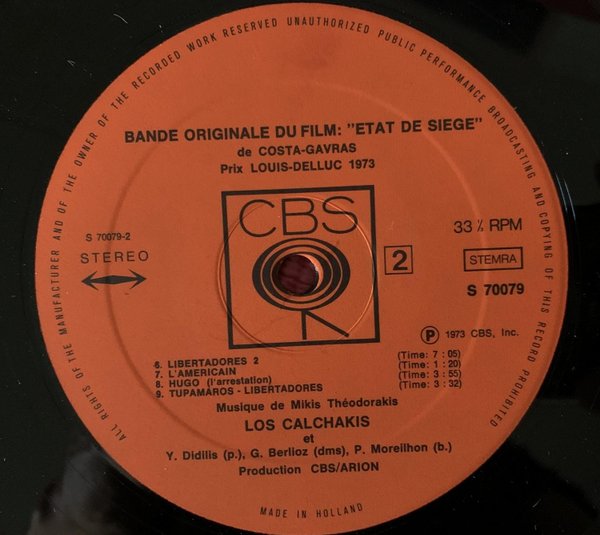 ALL RIGHTS OF THE MANUFACTURER AND OF THE OWNER OF THE RECORDED WORK RESERVED UNAUTHORIZED PUBLIC PERFORMANCE BROADCASTING AND COPYING OF THIS RECORD PROHIBITED
BANDE ORIGINALE DU FILM: "ETAT DE SIEGE"
de COSTA-GAVRAS
Prix LOUIS-DELLUC 1973
CBS
S 70079-2
STEREO
2
33 ⅓ RPM
STEMRA
S 70079
P 1973 CBS, Inc.
6. LIBERTADORES 2 (Time: 7 : 05)
7. L'AMERICAIN (Time: 1 : 20)
8. HUGO (l'arrestation) (Time: 3 : 55)
9. TUPAMAROS - LIBERTADORES (Time: 3 : 32)
Musique de Mikis Théodorakis
LOS CALCHAKIS
et
Y. Didilis (p.), G. Berlioz (dms), P. Moreilhon (b.)
Production CBS/ARION
MADE IN HOLLAND